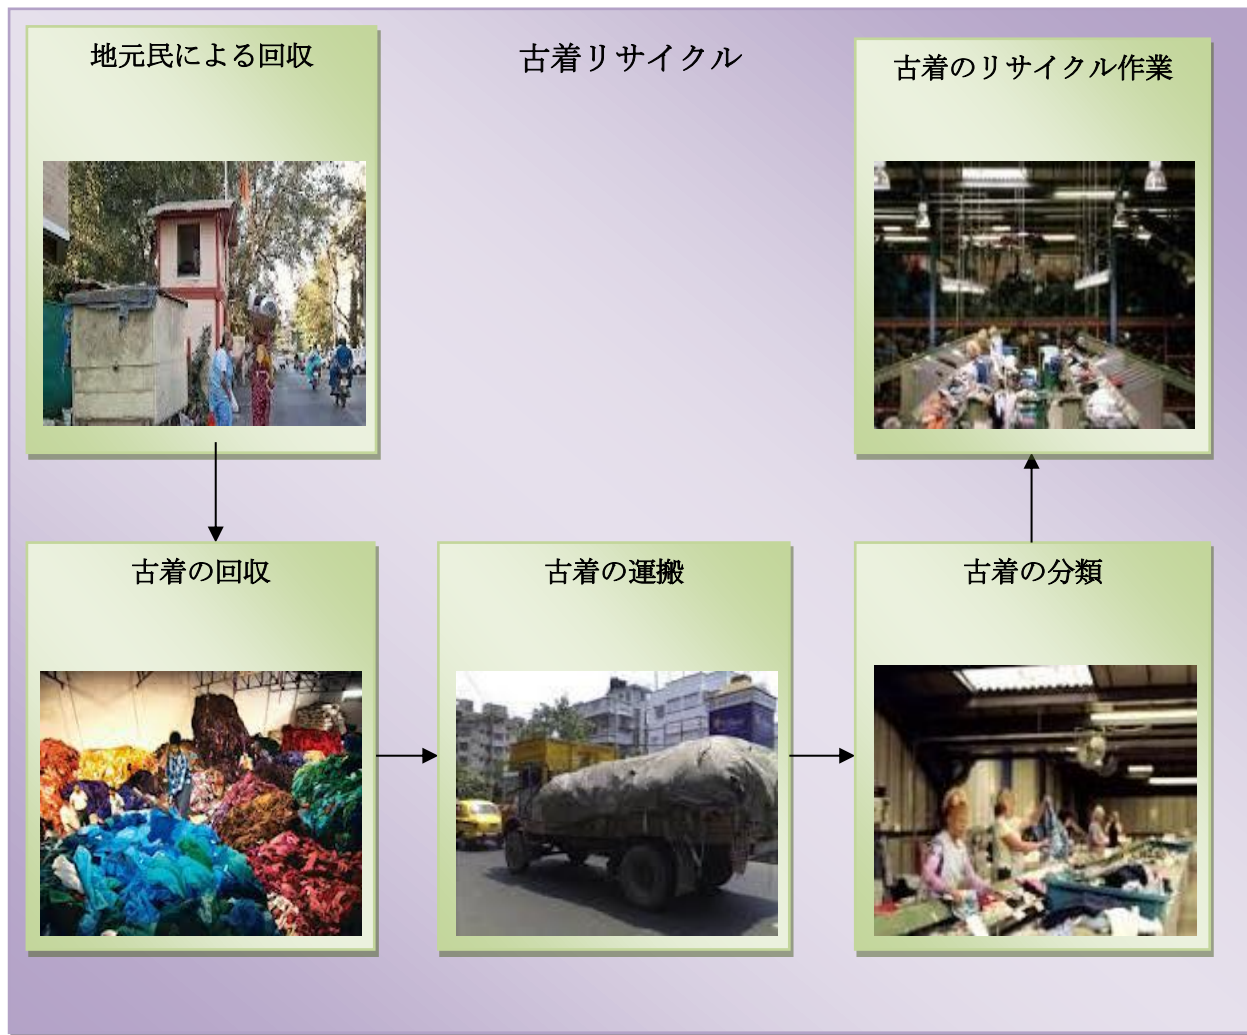 古着リサイクル
地元民による回収
古着の回収
古着の運搬
古着の分類
古着のリサイクル作業